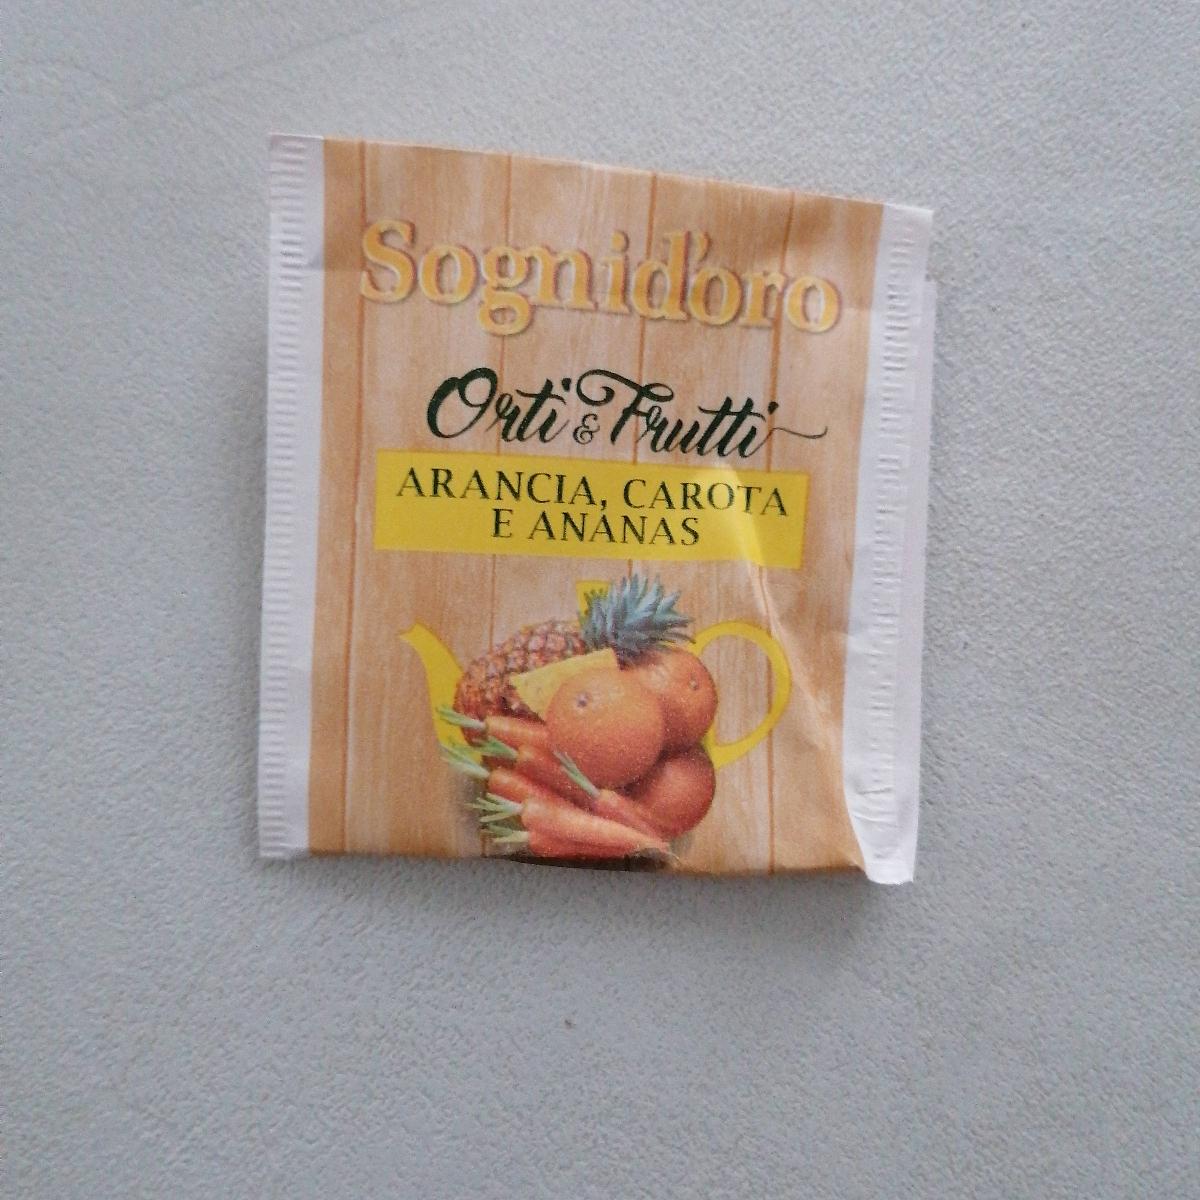 Sognid'oro
Orti & Frutti
ARANCIA, CAROTA
E ANANAS